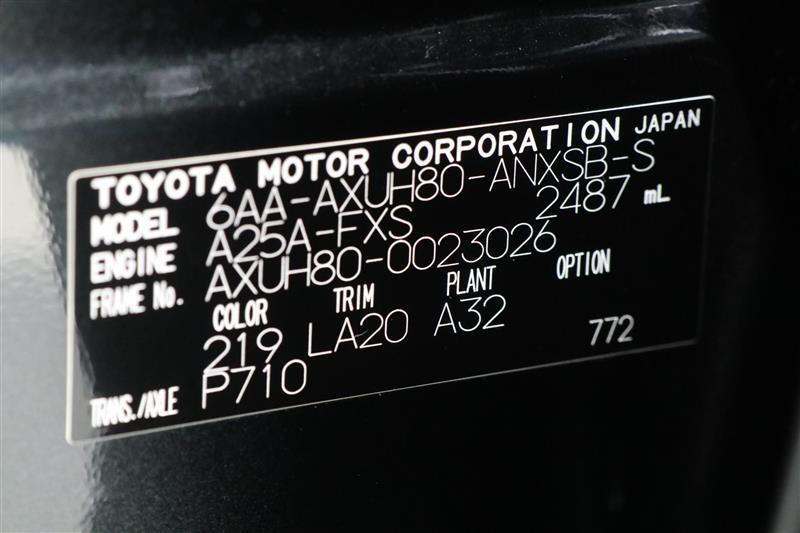 TOYOTA MOTOR CORPORATION JAPAN
MODEL 6AA-AXUH80-ANXSB-S
ENGINE A25A-FXS 2487 mL
FRAME No. AXUH80-0023026
COLOR TRIM PLANT OPTION
219 LA20 A32
TRANS./AXLE P710 772